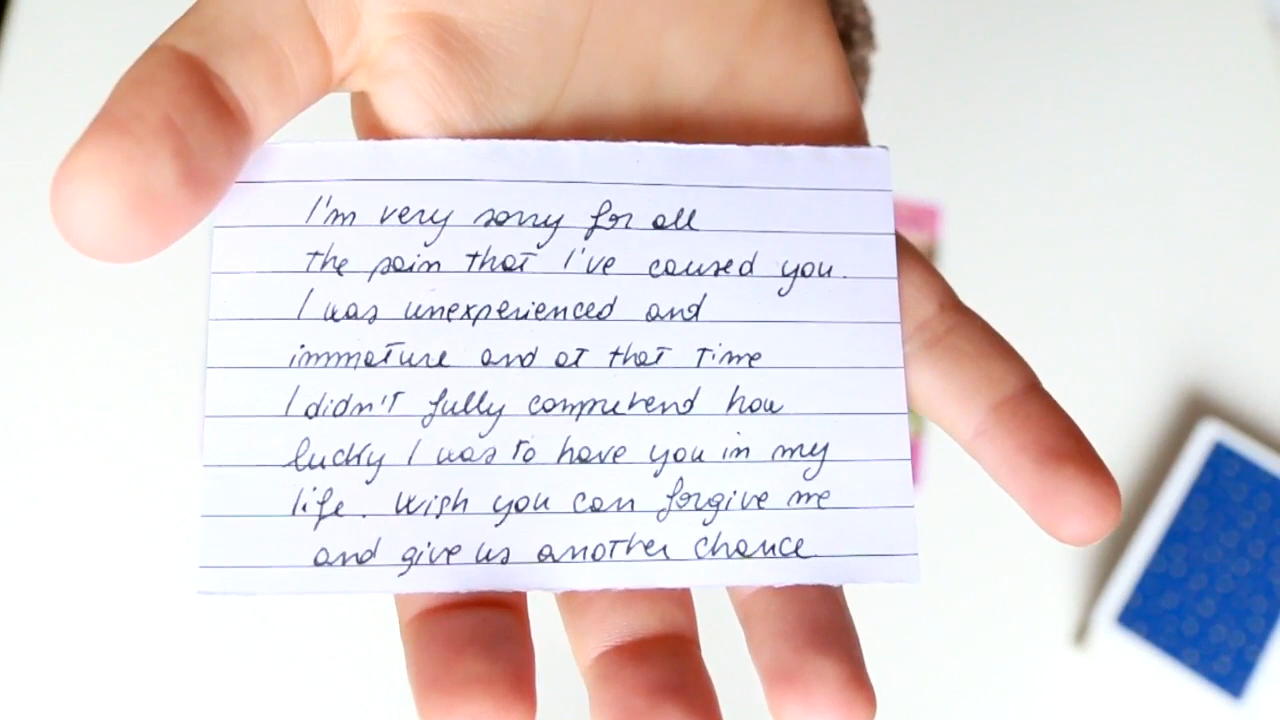 I'm very sorry for all
the pain that I've caused you.
I was unexperienced and
immature and at that time
I didn't fully comprehend how
lucky I was to have you in my
life. Wish you can forgive me
and give us another chance